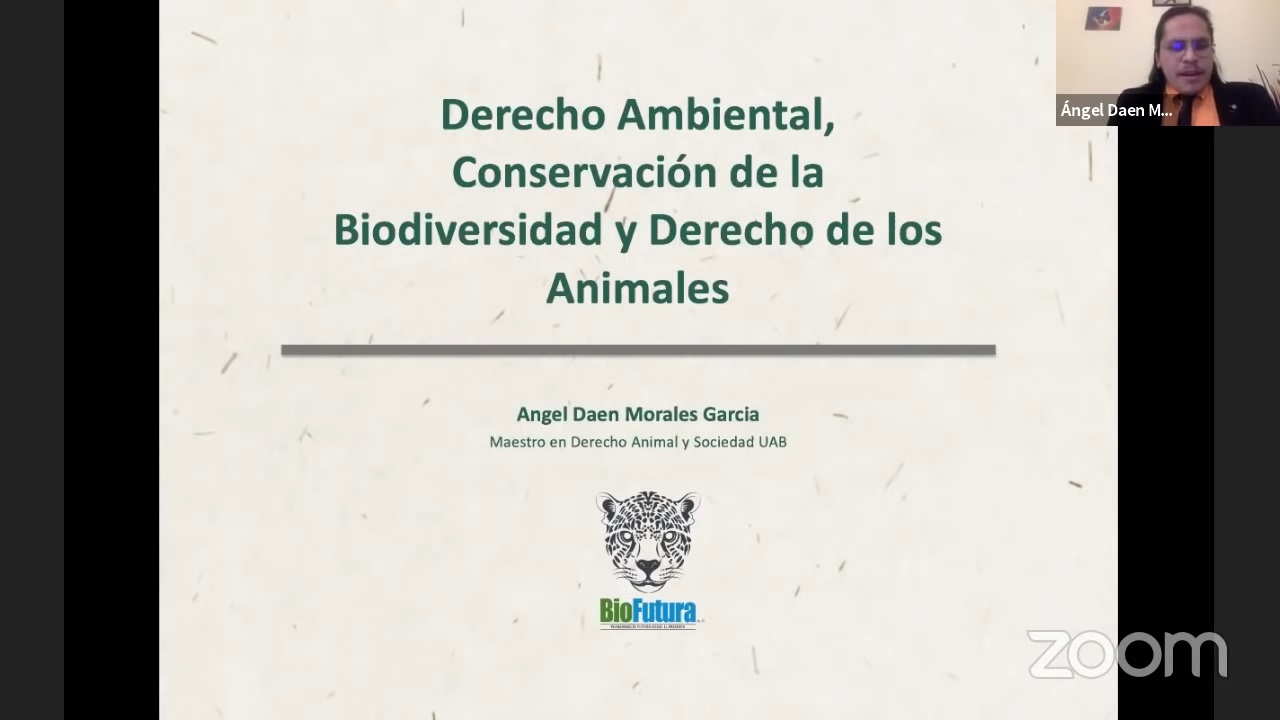 Derecho Ambiental,
Conservación de la
Biodiversidad y Derecho de los
Animales
Angel Daen Morales Garcia
Maestro en Derecho Animal y Sociedad UAB
BioFutura
Ángel Daen M...
zoom